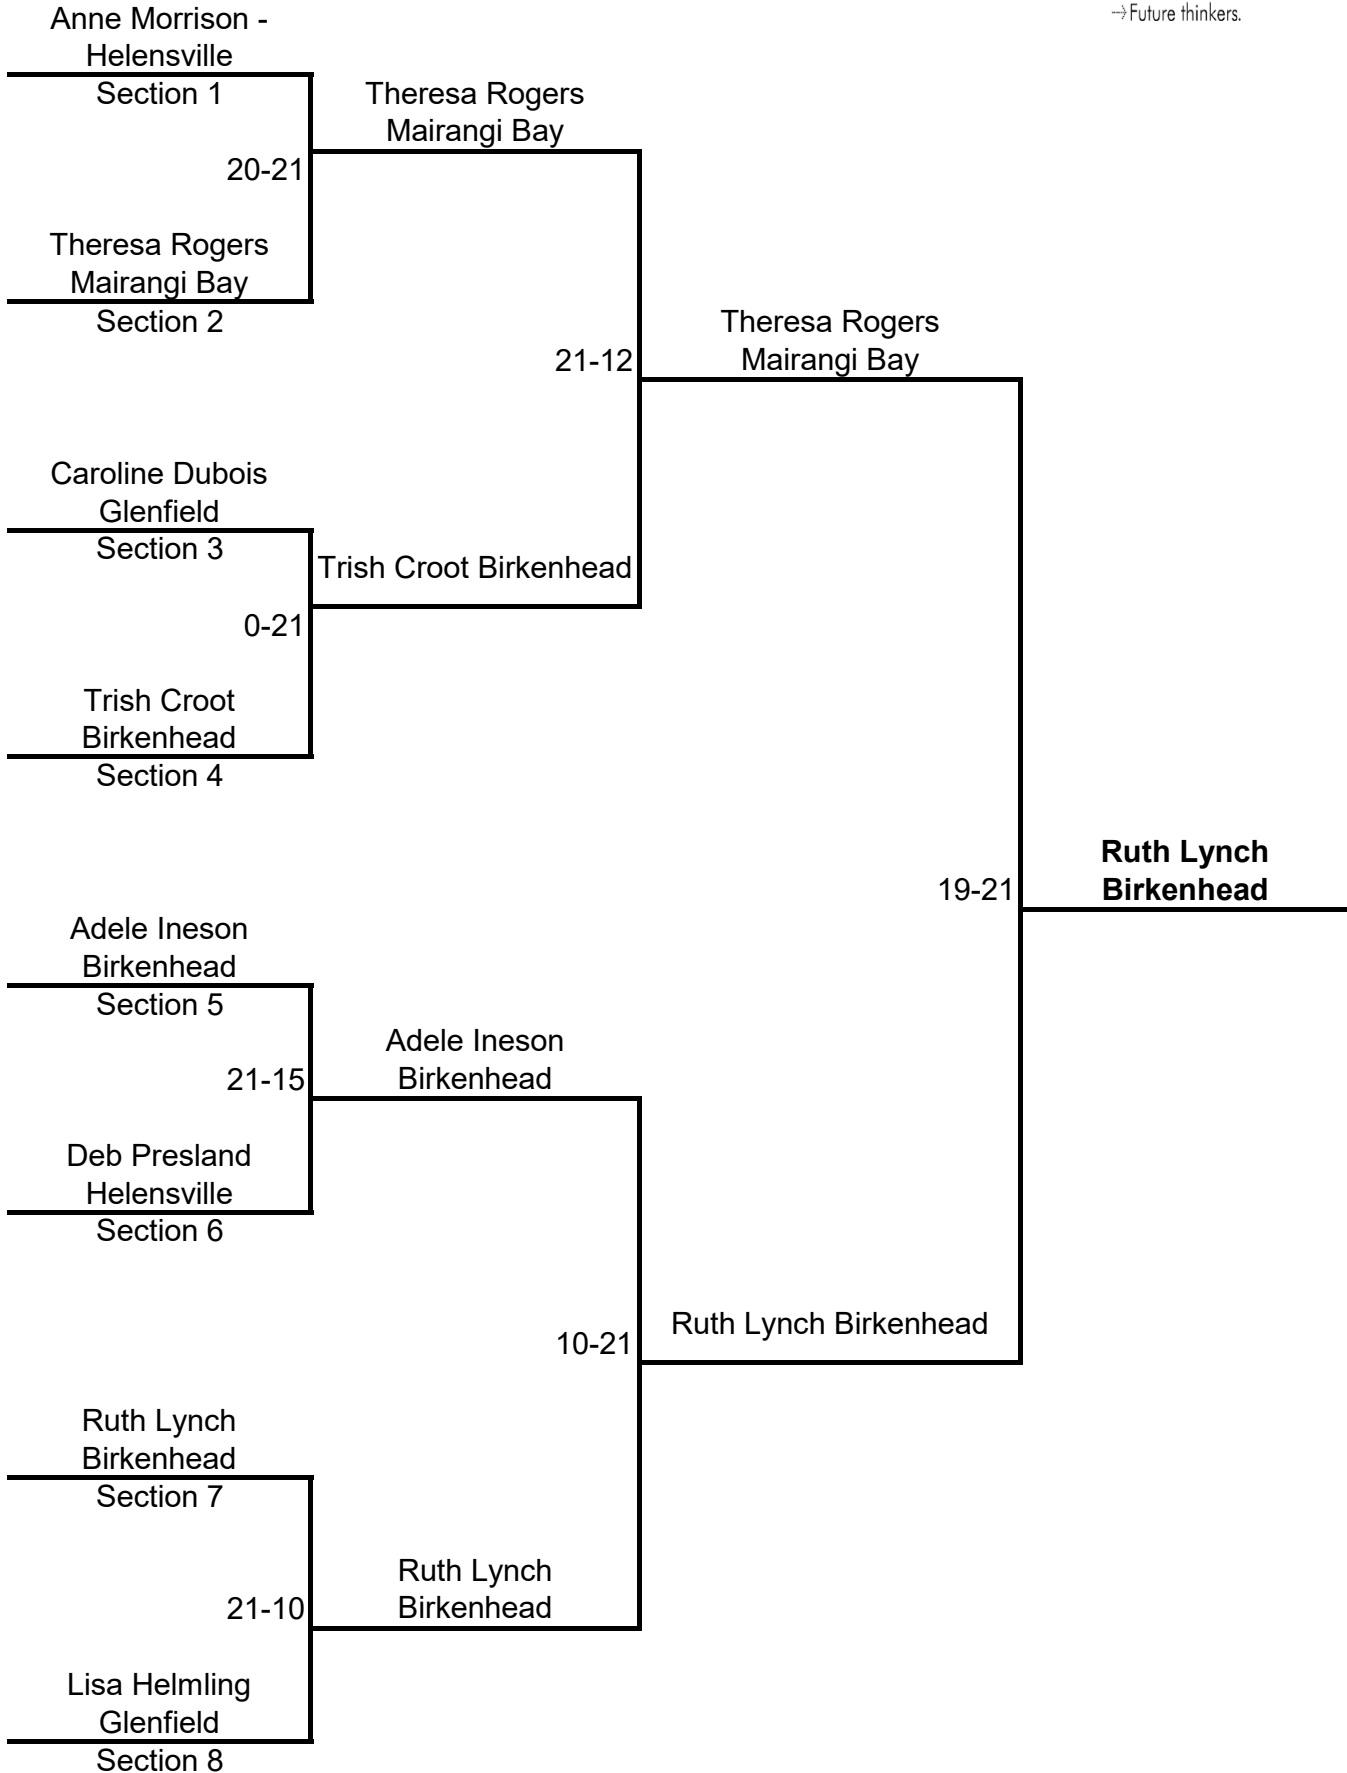 Anne Morrison -
Helensville
Section 1
⤑Future thinkers.
Theresa Rogers
Mairangi Bay
20-21
Theresa Rogers
Mairangi Bay
Section 2
Theresa Rogers
Mairangi Bay
21-12
Caroline Dubois
Glenfield
Section 3
Trish Croot Birkenhead
0-21
Trish Croot
Birkenhead
Section 4
Ruth Lynch
Birkenhead
19-21
Adele Ineson
Birkenhead
Section 5
Adele Ineson
Birkenhead
21-15
Deb Presland
Helensville
Section 6
Ruth Lynch Birkenhead
10-21
Ruth Lynch
Birkenhead
Section 7
Ruth Lynch
Birkenhead
21-10
Lisa Helmling
Glenfield
Section 8